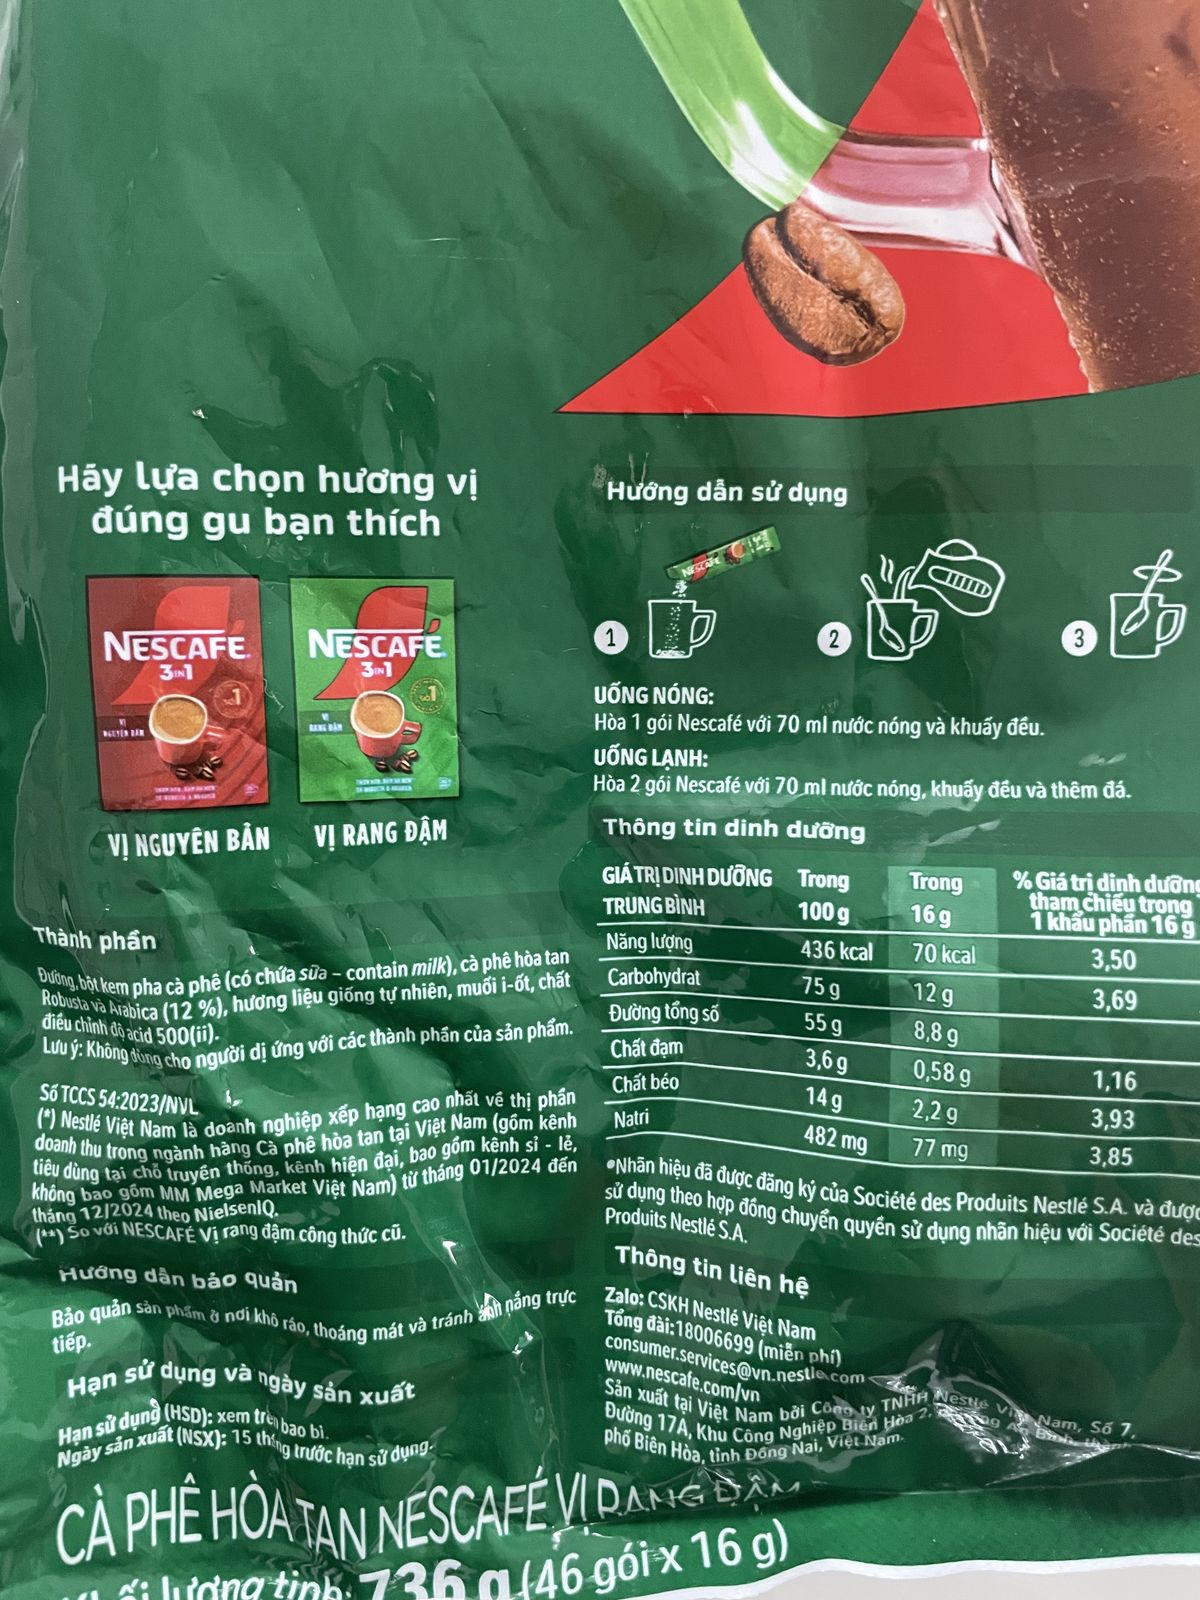 Hãy lựa chọn hương vị
đúng gu bạn thích
NESCAFÉ
3IN1
VỊ
NGUYÊN BẢN
NESCAFÉ
3IN1
VỊ
RANG ĐẬM
VỊ NGUYÊN BẢN
VỊ RANG ĐẬM
Thành phần
Đường, bột kem pha cà phê (có chứa sữa – contain milk), cà phê hòa tan
Robusta và Arabica (12 %), hương liệu giống tự nhiên, muối i-ốt, chất
điều chỉnh độ acid 500(ii).
Lưu ý: Không dùng cho người dị ứng với các thành phần của sản phẩm.
Số TCCS 54:2023/NVL
(*) Nestlé Việt Nam là doanh nghiệp xếp hạng cao nhất về thị phần
doanh thu trong ngành hàng Cà phê hòa tan tại Việt Nam (gồm kênh
tiêu dùng tại chỗ truyền thống, kênh hiện đại, bao gồm kênh sỉ - lẻ,
không bao gồm MM Mega Market Việt Nam) từ tháng 01/2024 đến
tháng 12/2024 theo NielsenIQ.
(**) So với NESCAFÉ Vị rang đậm công thức cũ.
Hướng dẫn bảo quản
Bảo quản sản phẩm ở nơi khô ráo, thoáng mát và tránh ánh nắng trực
tiếp.
Hạn sử dụng và ngày sản xuất
Hạn sử dụng (HSD): xem trên bao bì.
Ngày sản xuất (NSX): 15 tháng trước hạn sử dụng.
Hướng dẫn sử dụng
NESCAFÉ
1
2
3
UỐNG NÓNG:
Hòa 1 gói Nescafé với 70 ml nước nóng và khuấy đều.
UỐNG LẠNH:
Hòa 2 gói Nescafé với 70 ml nước nóng, khuấy đều và thêm đá.
Thông tin dinh dưỡng
GIÁ TRỊ DINH DƯỠNG TRUNG BÌNH Trong 100 g Trong 16 g % Giá trị dinh dưỡng tham chiếu trong 1 khẩu phần 16 g
Năng lượng 436 kcal 70 kcal 3,50
Carbohydrat 75 g 12 g 3,69
Đường tổng số 55 g 8,8 g
Chất đạm 3,6 g 0,58 g 1,16
Chất béo 14 g 2,2 g 3,93
Natri 482 mg 77 mg 3,85
Nhãn hiệu đã được đăng ký của Société des Produits Nestlé S.A. và được
sử dụng theo hợp đồng chuyển quyền sử dụng nhãn hiệu với Société des
Produits Nestlé S.A.
Thông tin liên hệ
Zalo: CSKH Nestlé Việt Nam
Tổng đài:18006699 (miễn phí)
consumer.services@vn.nestle.com
www.nescafe.com/vn
Sản xuất tại Việt Nam bởi Công ty TNHH Nestlé Việt Nam, Số 7,
Đường 17A, Khu Công Nghiệp Biên Hòa 2,
phố Biên Hòa, tỉnh Đồng Nai, Việt Nam.
CÀ PHÊ HÒA TAN NESCAFÉ VỊ RANG ĐẬM
Khối lượng tịnh: 736 g (46 gói x 16 g)